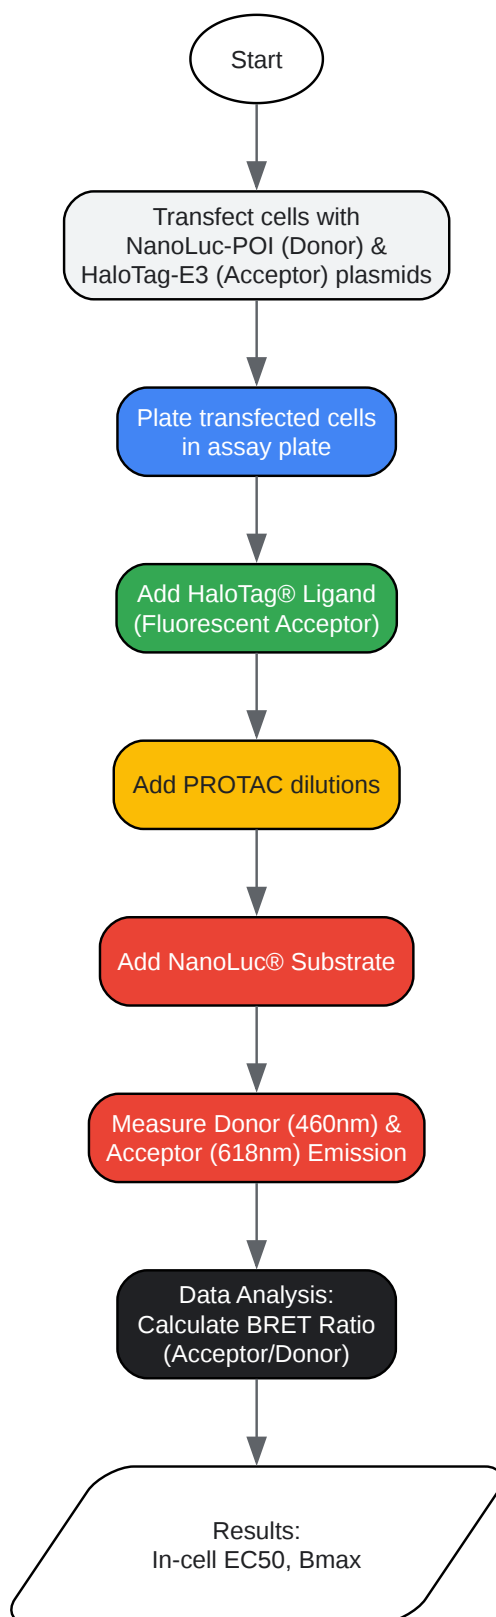 Start
Transfect cells with
NanoLuc-POI (Donor) &
HaloTag-E3 (Acceptor) plasmids
Plate transfected cells
in assay plate
Add HaloTag® Ligand
(Fluorescent Acceptor)
Add PROTAC dilutions
Add NanoLuc® Substrate
Measure Donor (460nm) &
Acceptor (618nm) Emission
Data Analysis:
Calculate BRET Ratio
(Acceptor/Donor)
Results:
In-cell EC50, Bmax